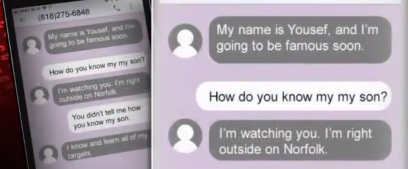 (818)275-6848
My name is Yousef, and I'm
going to be famous soon.
How do you know my my son?
I'm watching you. I'm right
outside on Norfolk.
You didn't tell me how
you know my son.
I know and learn all of my
targets.
My name is Yousef, and I'm
going to be famous soon.
How do you know my my son?
I'm watching you. I'm right
outside on Norfolk.